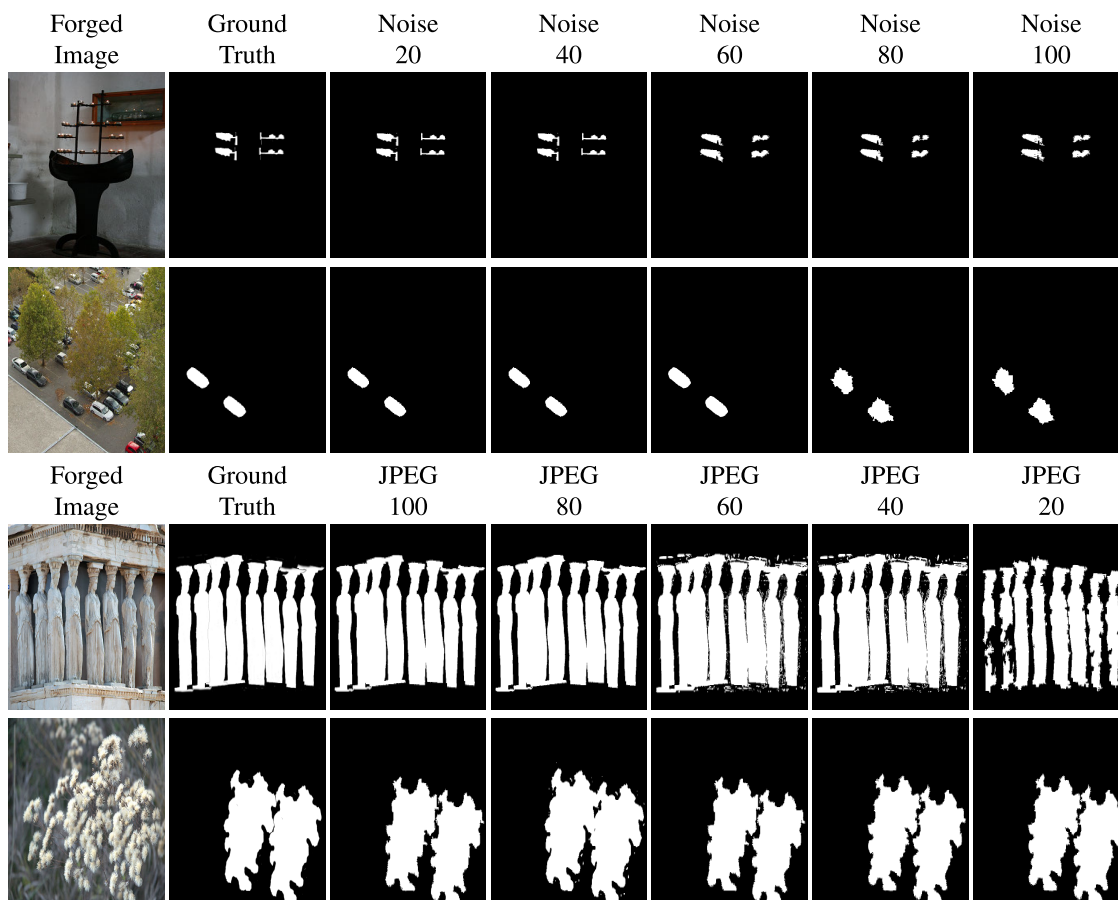 Forged Ground Noise Noise Noise Noise Noise
Image Truth 20 40 60 80 100
Forged Ground JPEG JPEG JPEG JPEG JPEG
Image Truth 100 80 60 40 20